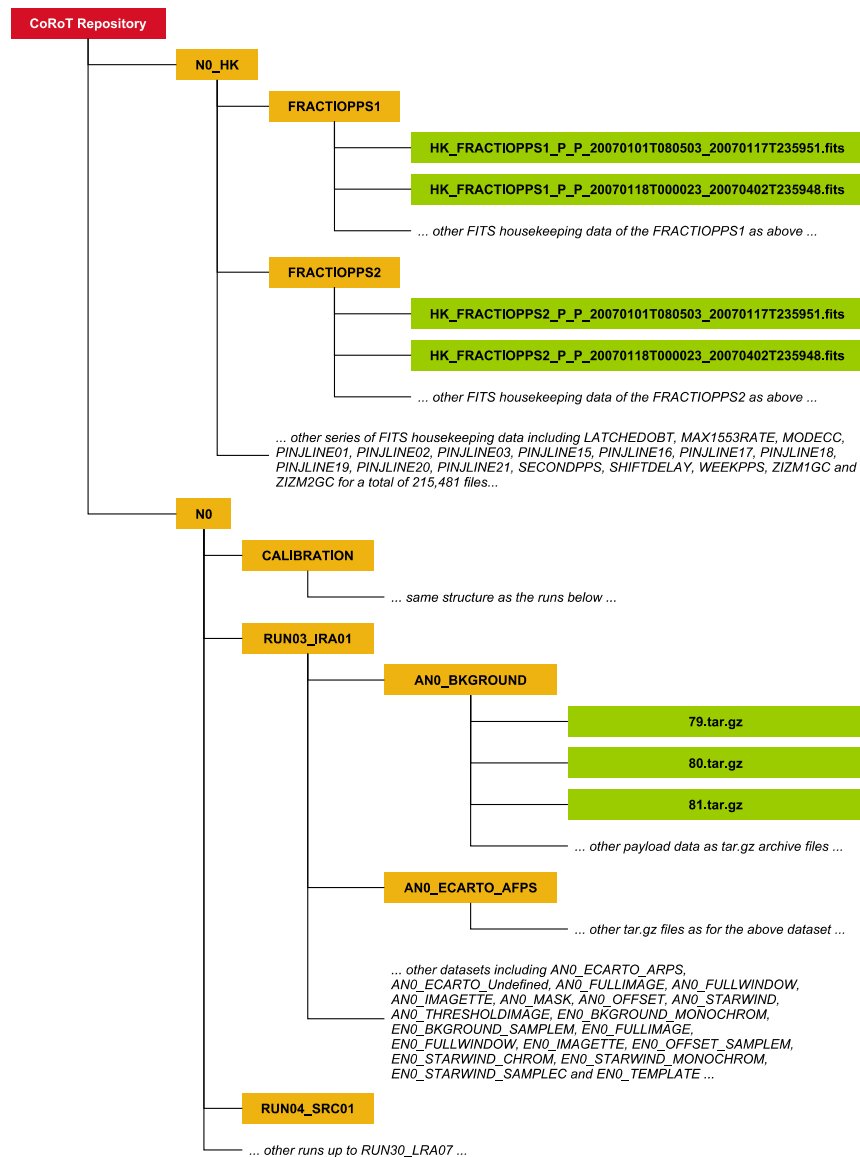 CoRoT Repository
N0_HK
FRACTIOPPS1
HK_FRACTIOPPS1_P_P_20070101T080503_20070117T235951.fits
HK_FRACTIOPPS1_P_P_20070118T000023_20070402T235948.fits
... other FITS housekeeping data of the FRACTIOPPS1 as above ...
FRACTIOPPS2
HK_FRACTIOPPS2_P_P_20070101T080503_20070117T235951.fits
HK_FRACTIOPPS2_P_P_20070118T000023_20070402T235948.fits
... other FITS housekeeping data of the FRACTIOPPS2 as above ...
... other series of FITS housekeeping data including LATCHEDOBT, MAX1553RATE, MODECC,
PINJLINE01, PINJLINE02, PINJLINE03, PINJLINE15, PINJLINE16, PINJLINE17, PINJLINE18,
PINJLINE19, PINJLINE20, PINJLINE21, SECONDPPS, SHIFTDELAY, WEEKPPS, ZIZM1GC and
ZIZM2GC for a total of 215,481 files...
N0
CALIBRATION
... same structure as the runs below ...
RUN03_IRA01
AN0_BKGROUND
79.tar.gz
80.tar.gz
81.tar.gz
... other payload data as tar.gz archive files ...
AN0_ECARTO_AFPS
... other tar.gz files as for the above dataset ...
... other datasets including AN0_ECARTO_ARPS,
AN0_ECARTO_Undefined, AN0_FULLIMAGE, AN0_FULLWINDOW,
AN0_IMAGETTE, AN0_MASK, AN0_OFFSET, AN0_STARWIND,
AN0_THRESHOLDIMAGE, EN0_BKGROUND_MONOCHROM,
EN0_BKGROUND_SAMPLEM, EN0_FULLIMAGE,
EN0_FULLWINDOW, EN0_IMAGETTE, EN0_OFFSET_SAMPLEM,
EN0_STARWIND_CHROM, EN0_STARWIND_MONOCHROM,
EN0_STARWIND_SAMPLEC and EN0_TEMPLATE ...
RUN04_SRC01
... other runs up to RUN30_LRA07 ...